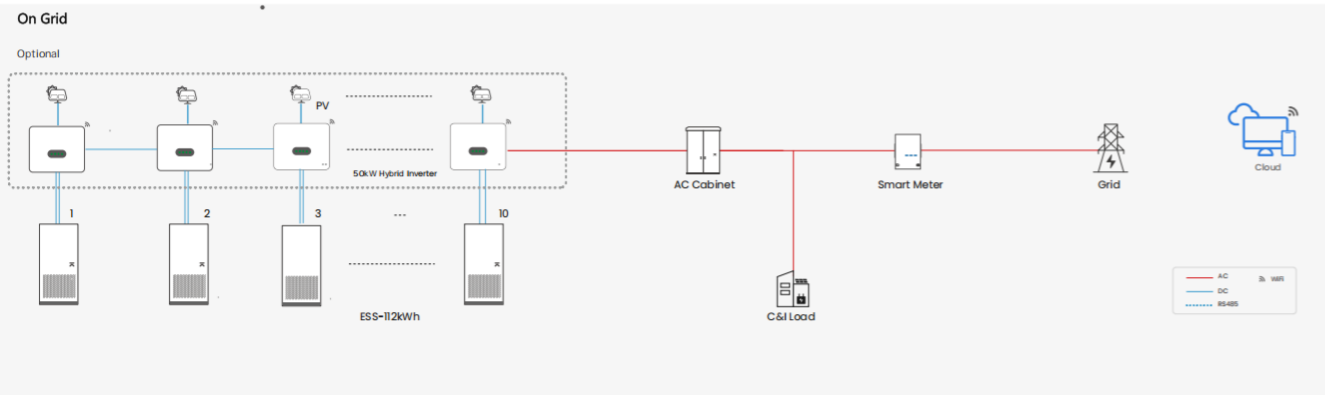 On Grid
Optional
PV
50kW Hybrid Inverter
1
2
3
...
10
ESS-112kWh
AC Cabinet
Smart Meter
Grid
Cloud
C&I Load
AC
WiFi
DC
RS485